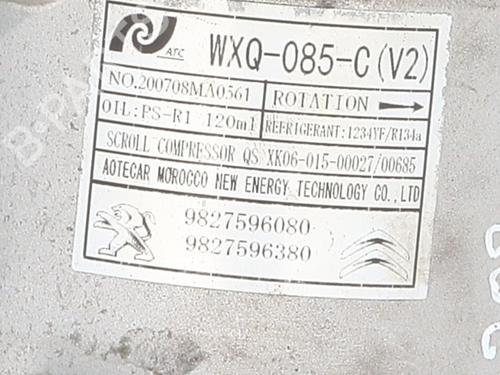 ATC
WXQ-085-C(V2)
NO.200708MA0561
ROTATION
OIL:PS-R1 120ml
REFRIGERANT:1234YF/R134a
SCROLL COMPRESSOR QS XK06-015-00027/00685
AOTECAR MOROCCO NEW ENERGY TECHNOLOGY CO.,LTD
9827596080
9827596380